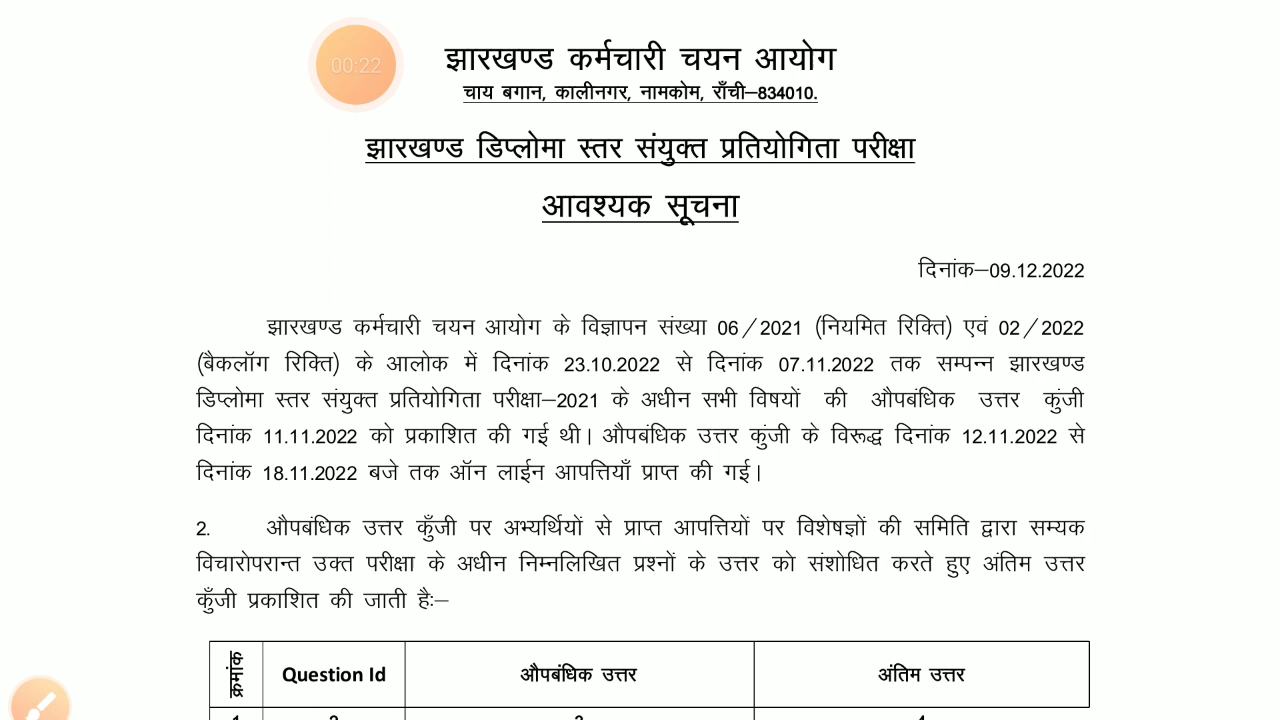 00:22
झारखण्ड कर्मचारी चयन आयोग
चाय बगान, कालीनगर, नामकोम, राँची–834010.
झारखण्ड डिप्लोमा स्तर संयुक्त प्रतियोगिता परीक्षा
आवश्यक सूचना
दिनांक–09.12.2022
झारखण्ड कर्मचारी चयन आयोग के विज्ञापन संख्या 06/2021 (नियमित रिक्ति) एवं 02/2022
(बैकलॉग रिक्ति) के आलोक में दिनांक 23.10.2022 से दिनांक 07.11.2022 तक सम्पन्न झारखण्ड
डिप्लोमा स्तर संयुक्त प्रतियोगिता परीक्षा–2021 के अधीन सभी विषयों की औपबंधिक उत्तर कुंजी
दिनांक 11.11.2022 को प्रकाशित की गई थी। औपबंधिक उत्तर कुंजी के विरूद्ध दिनांक 12.11.2022 से
दिनांक 18.11.2022 बजे तक ऑन लाईन आपत्तियाँ प्राप्त की गई।
2. औपबंधिक उत्तर कुँजी पर अभ्यर्थियों से प्राप्त आपत्तियों पर विशेषज्ञों की समिति द्वारा सम्यक
विचारोपरान्त उक्त परीक्षा के अधीन निम्नलिखित प्रश्नों के उत्तर को संशोधित करते हुए अंतिम उत्तर
कुँजी प्रकाशित की जाती है:–
क्रमांक Question Id औपबंधिक उत्तर अंतिम उत्तर
1 2 3 4